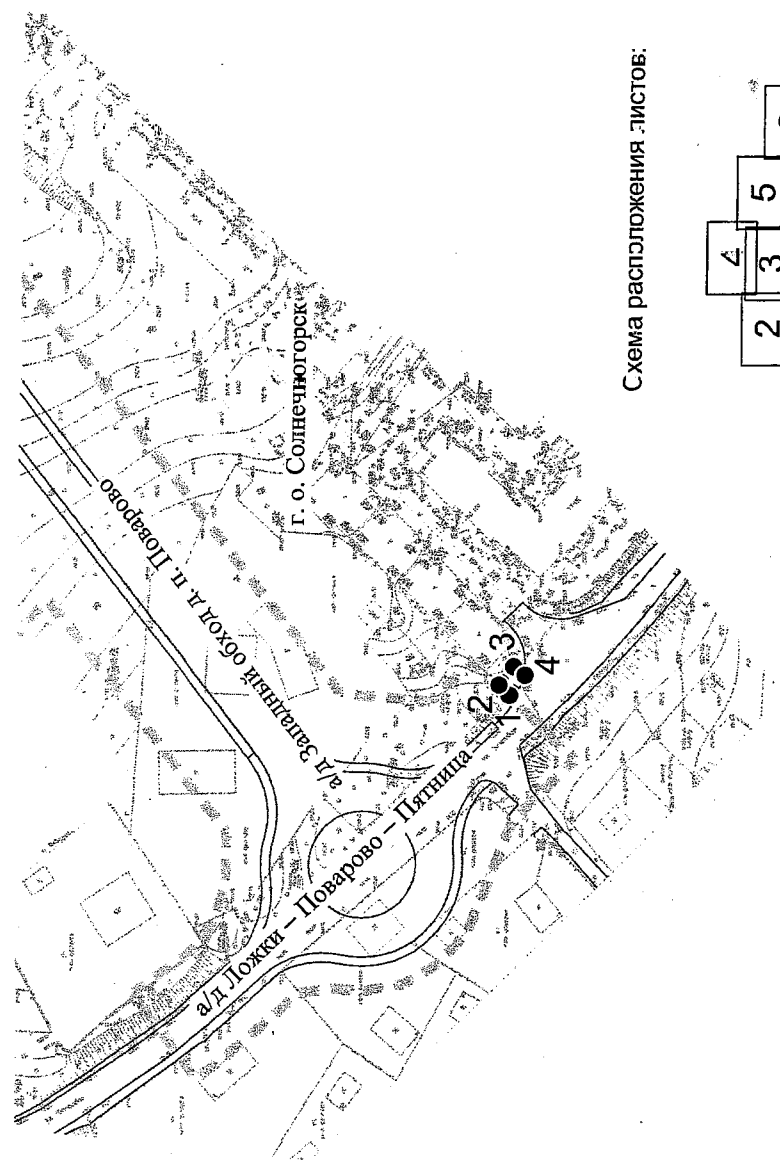 г. о. Солнечногорск
а/д Западный обход д. п. Поварово
а/д Ложки – Поварово – Пятница
2
3
1
4
Схема расположения листов:
4
5
2
3